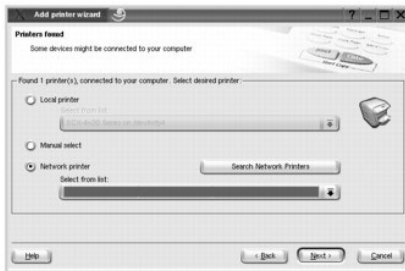 Add printer wizard
Printers found
Some devices might be connected to your computer
Found 1 printer(s), connected to your computer. Select desired printer:
Local printer
Select from list:
Manual select
Network printer
Search Network Printers
Select from list:
Help
< Back
Next >
Cancel